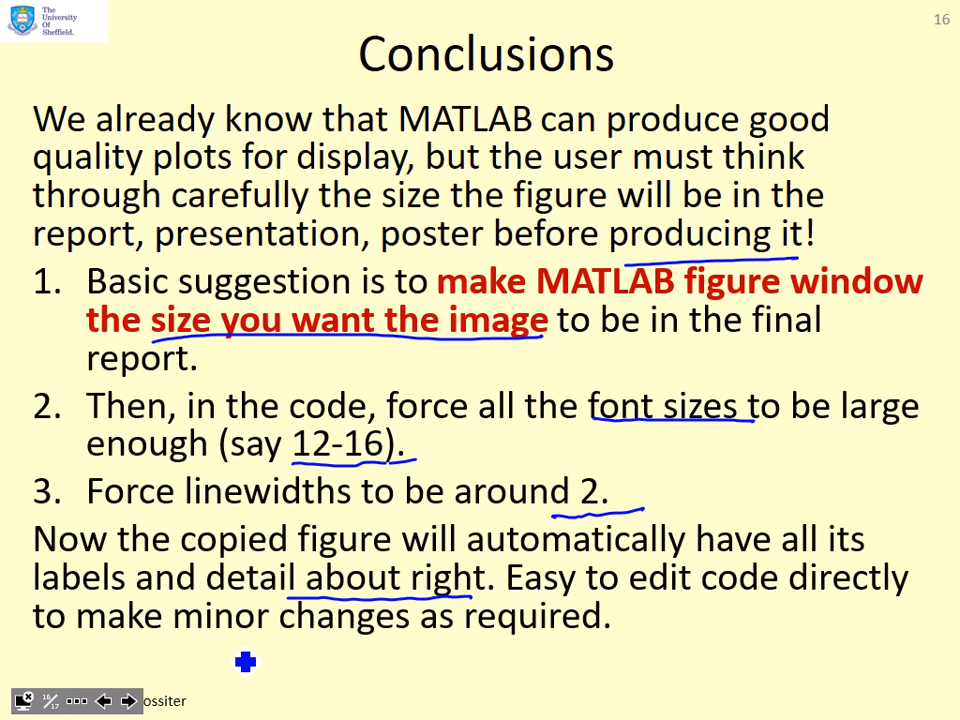 The
University
Of
Sheffield.
16
Conclusions
We already know that MATLAB can produce good
quality plots for display, but the user must think
through carefully the size the figure will be in the
report, presentation, poster before producing it!
1. Basic suggestion is to make MATLAB figure window
the size you want the image to be in the final
report.
2. Then, in the code, force all the font sizes to be large
enough (say 12-16).
3. Force linewidths to be around 2.
Now the copied figure will automatically have all its
labels and detail about right. Easy to edit code directly
to make minor changes as required.
16/17
ossiter